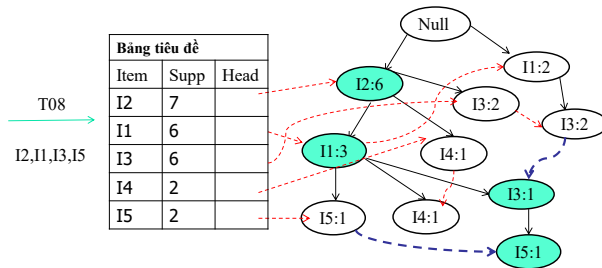 Null
Bảng tiêu đề
I1:2
Item Supp Head
I2:6
T08
I2 7
I3:2
I3:2
I1 6
I2,I1,I3,I5
I3 6
I1:3
I4:1
I4 2
I3:1
I5 2
I5:1
I4:1
I5:1